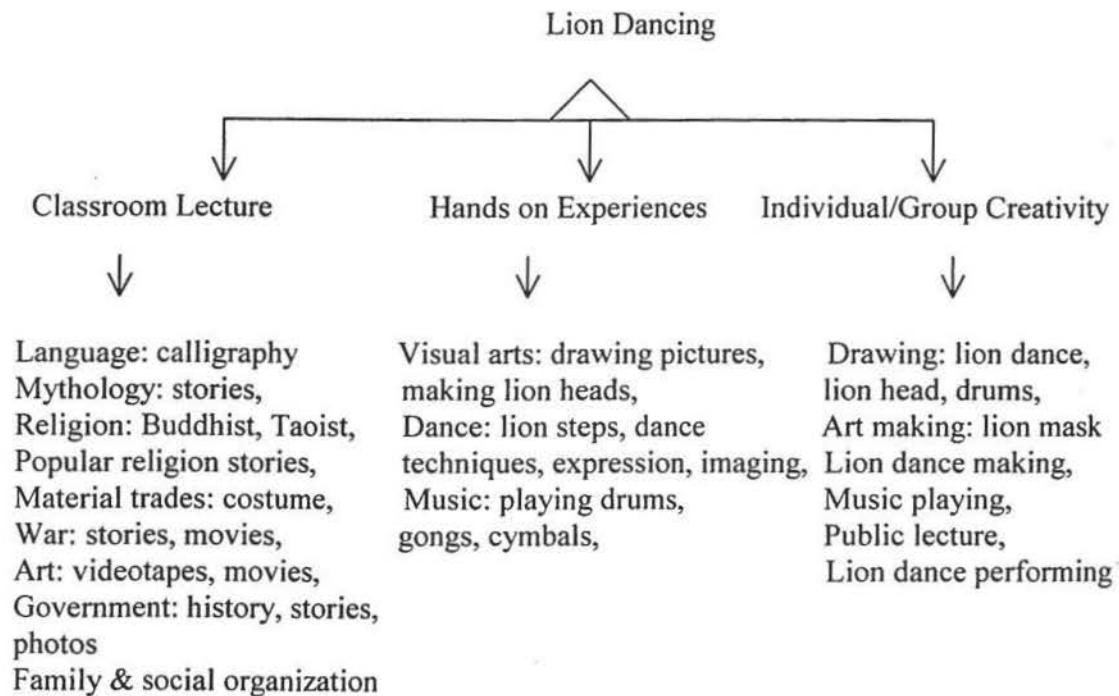 Lion Dancing
Classroom Lecture
Hands on Experiences
Individual/Group Creativity
Language: calligraphy
Mythology: stories,
Religion: Buddhist, Taoist,
Popular religion stories,
Material trades: costume,
War: stories, movies,
Art: videotapes, movies,
Government: history, stories,
photos
Family & social organization
Visual arts: drawing pictures,
making lion heads,
Dance: lion steps, dance
techniques, expression, imaging,
Music: playing drums,
gongs, cymbals,
Drawing: lion dance,
lion head, drums,
Art making: lion mask
Lion dance making,
Music playing,
Public lecture,
Lion dance performing